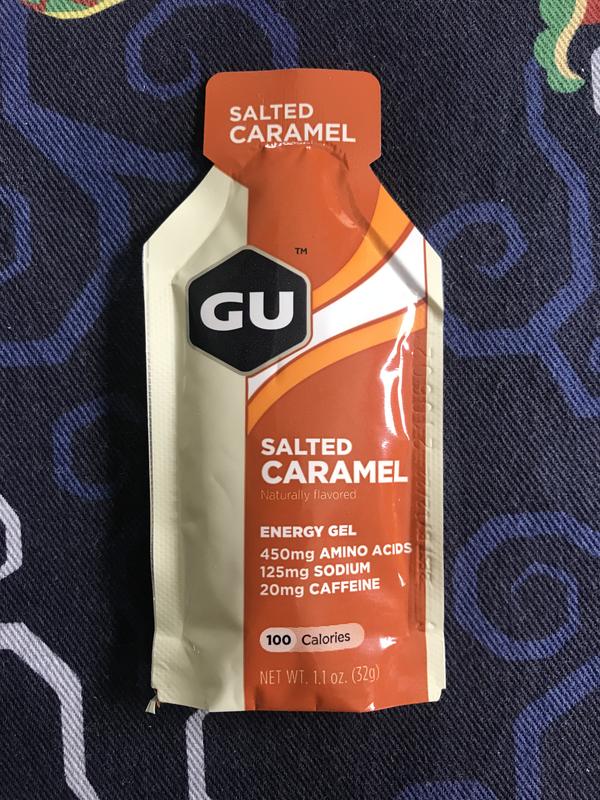 SALTED
CARAMEL
™
GU
SALTED
CARAMEL
Naturally flavored
ENERGY GEL
450mg AMINO ACIDS
125mg SODIUM
20mg CAFFEINE
100 Calories
NET WT. 1.1 oz. (32g)